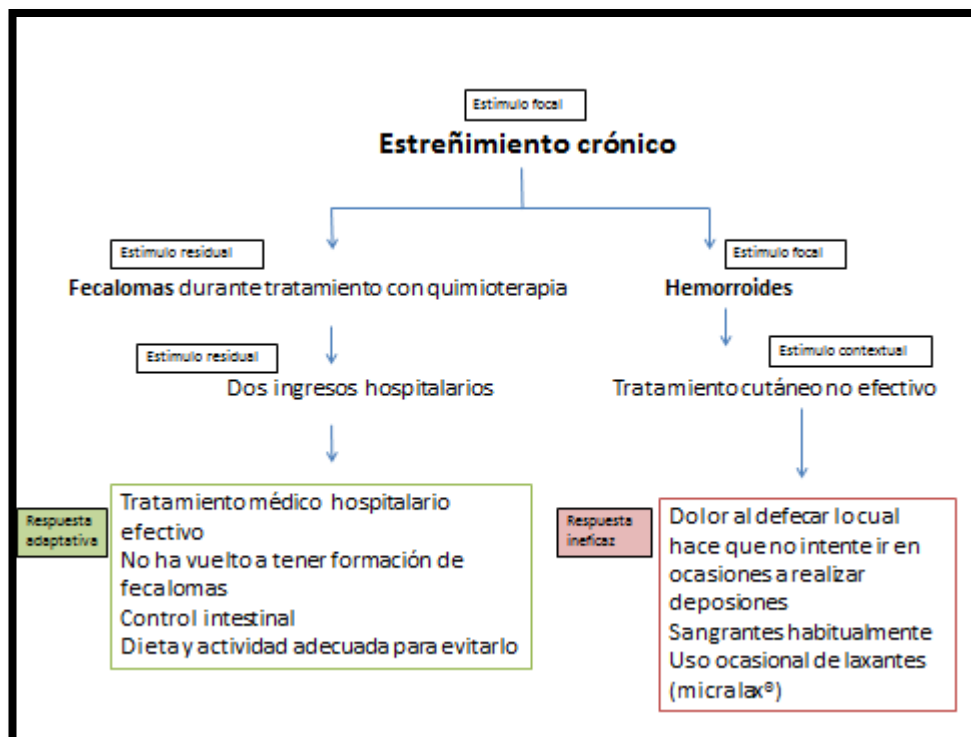 Estímulo focal
Estreñimiento crónico
Estímulo residual
Estímulo focal
Fecalomas durante tratamiento con quimioterapia
Hemorroides
Estímulo residual
Estímulo contextual
Dos ingresos hospitalarios
Tratamiento cutáneo no efectivo
Respuesta
adaptativa
Tratamiento médico hospitalario
efectivo
No ha vuelto a tener formación de
fecalomas
Control intestinal
Dieta y actividad adecuada para evitarlo
Respuesta
ineficaz
Dolor al defecar lo cual
hace que no intente ir en
ocasiones a realizar
deposiones
Sangrantes habitualmente
Uso ocasional de laxantes
(micralax®)